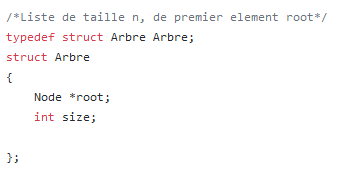 /*Liste de taille n, de premier element root*/
typedef struct Arbre Arbre;
struct Arbre
{
    Node *root;
    int size;

};